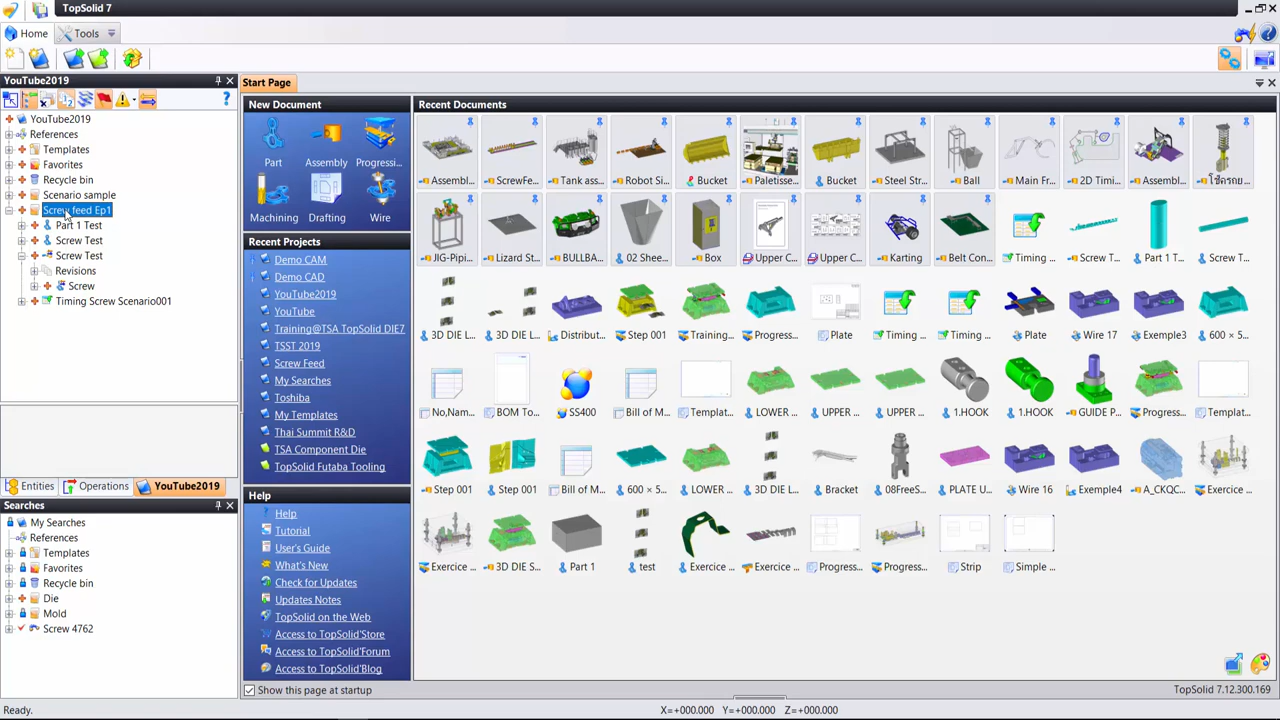 TopSolid 7
Home
Tools
YouTube2019
YouTube2019
References
Templates
Favorites
Recycle bin
Scenario sample
Screw feed Ep1
Part 1 Test
Screw Test
Screw Test
Revisions
Screw
Timing Screw Scenario001
Entities
Operations
YouTube2019
Searches
My Searches
References
Templates
Favorites
Recycle bin
Die
Mold
Screw 4762
Start Page
New Document
Part
Assembly
Progressi...
Machining
Drafting
Wire
Recent Projects
Demo CAM
Demo CAD
YouTube2019
YouTube
Training@TSA TopSolid DIE7
TSST 2019
Screw Feed
My Searches
Toshiba
My Templates
Thai Summit R&D
TSA Component Die
TopSolid Futaba Tooling
Help
Help
Tutorial
User's Guide
What's New
Check for Updates
Updates Notes
TopSolid on the Web
Access to TopSolid'Store
Access to TopSolid'Forum
Access to TopSolid'Blog
Show this page at startup
Recent Documents
Assembl... ScrewFe... Tank ass... Robot Si... Bucket Paletisse... Bucket Steel Str... Ball Main Fr... 2D Timi... Assembl... โช้ครถย...
JIG-Pipi... Lizard St... BULLBA... 02 Shee... Box Upper C... Upper C... Karting Belt Con... Timing ... Screw T... Part 1 T... Screw T...
3D DIE L... 3D DIE L... Distribut... Step 001 Training... Progress... Plate Timing ... Timing ... Plate Wire 17 Exemple3 600 × 5...
No,Nam... BOM To... SS400 Bill of M... Templat... LOWER ... UPPER ... UPPER ... 1.HOOK 1.HOOK GUIDE P... Progress... Templat...
Step 001 Step 001 Bill of M... 600 × 5... LOWER ... 3D DIE L... Bracket 08FreeS... PLATE U... Wire 16 Exemple4 A_CKQC... Exercice ...
Exercice ... 3D DIE S... Part 1 test Exercice ... Exercice ... Progress... Progress... Strip Simple ...
TopSolid 7.12.300.169
Ready.
X=+000.000 Y=+000.000 Z=+000.000